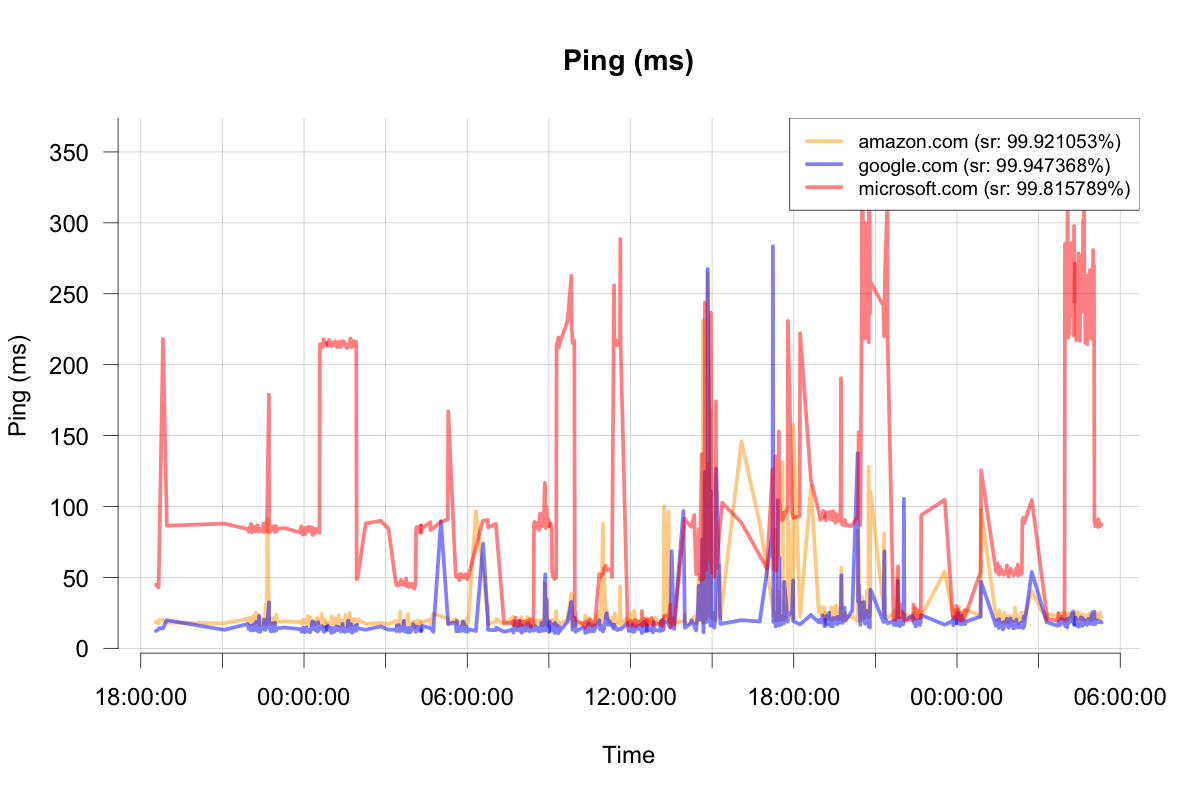 Ping (ms)
amazon.com (sr: 99.921053%)
google.com (sr: 99.947368%)
microsoft.com (sr: 99.815789%)
350
300
250
200
150
100
50
0
Ping (ms)
18:00:00 00:00:00 06:00:00 12:00:00 18:00:00 00:00:00 06:00:00
Time